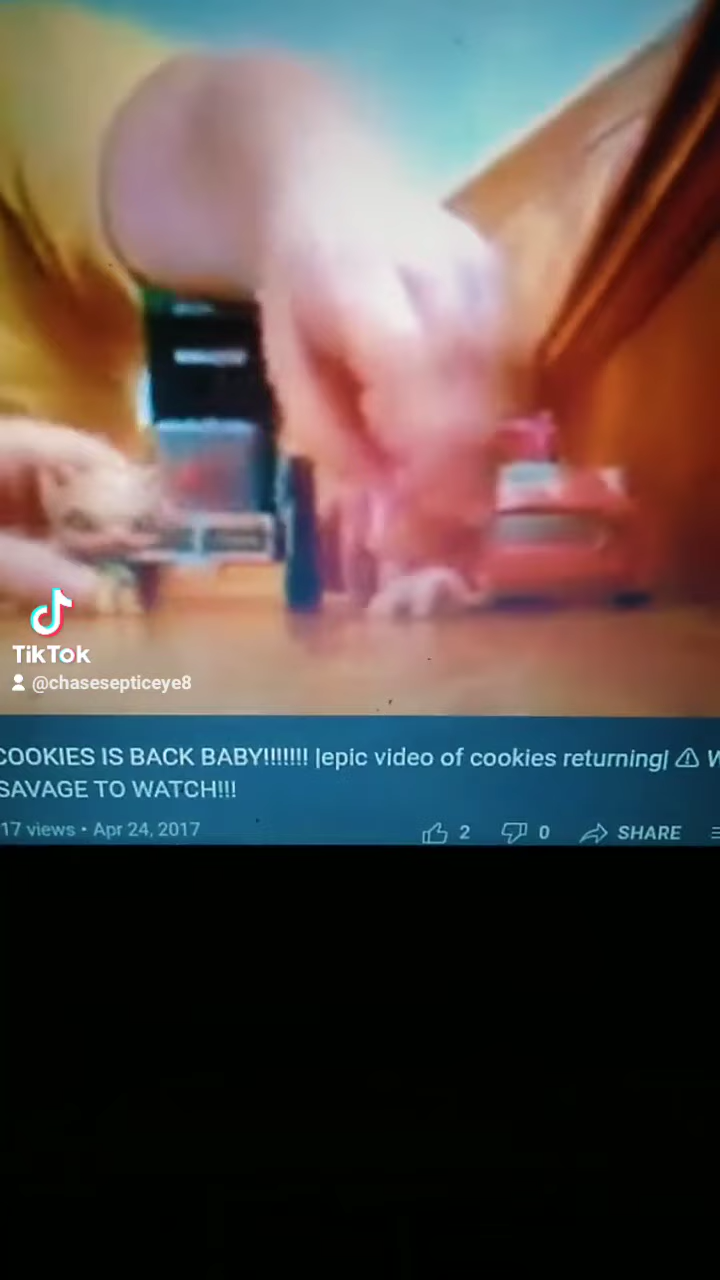 TikTok
@chasesepticeye8
COOKIES IS BACK BABY!!!!!!! |epic video of cookies returning| ⚠ W
SAVAGE TO WATCH!!!
17 views • Apr 24, 2017
2 0 SHARE